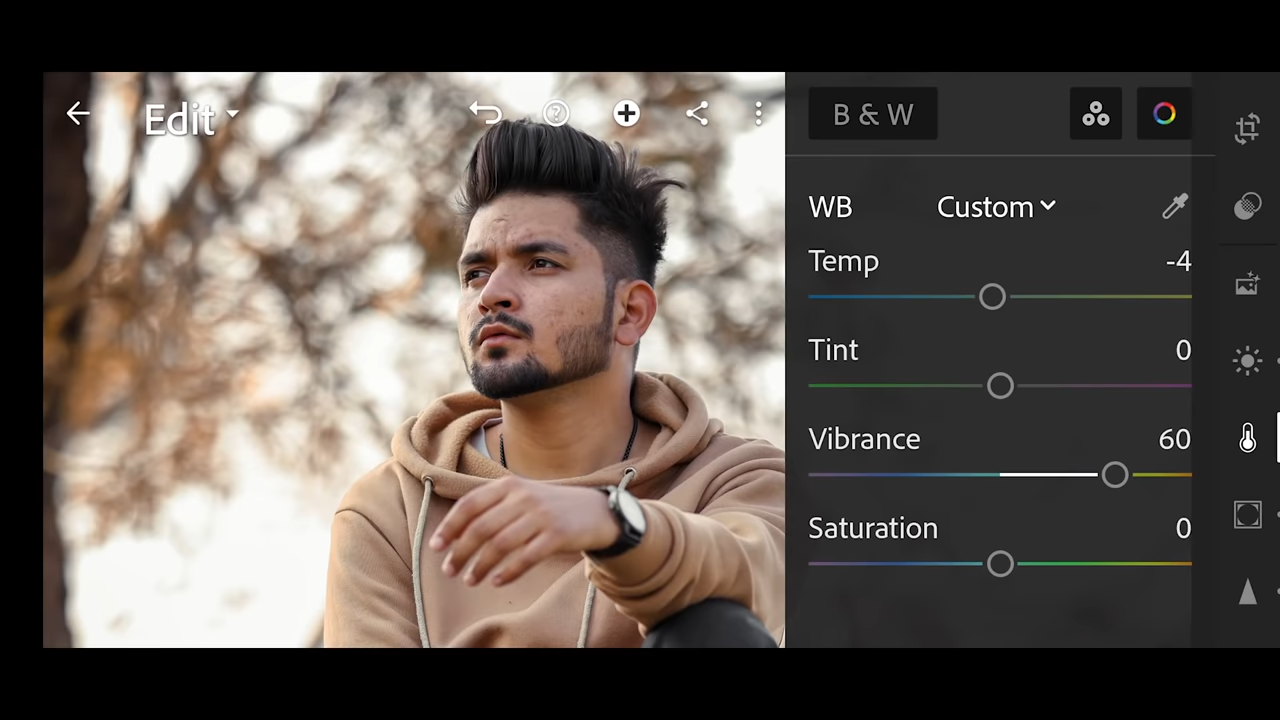 Edit
B & W
WB Custom
Temp -4
Tint 0
Vibrance 60
Saturation 0